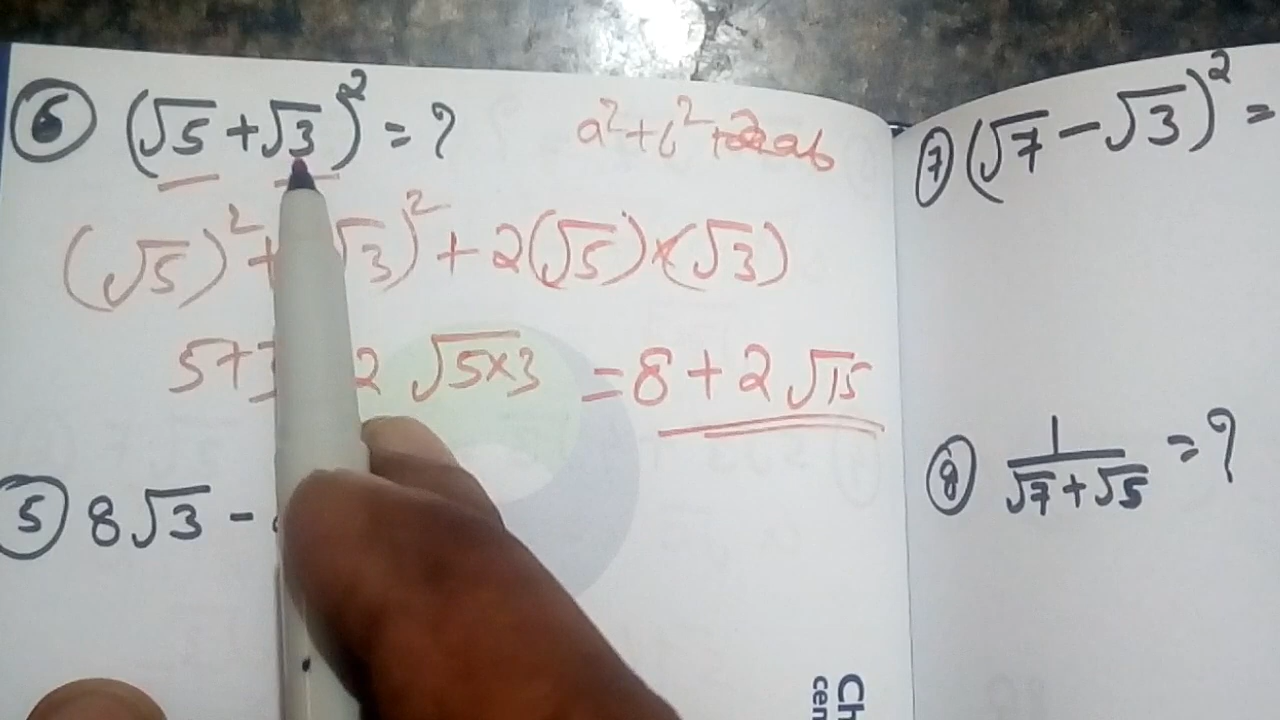 ⑥ (√5 + √3)² = ?
a² + b² + 2ab
(√5)² + (√3)² + 2(√5)×(√3)
5+3 2 √5×3 = 8 + 2√15
⑤ 8√3 -
⑦ (√7 - √3)² =
⑧ 1/(√7+√5) = ?
Ch
cen